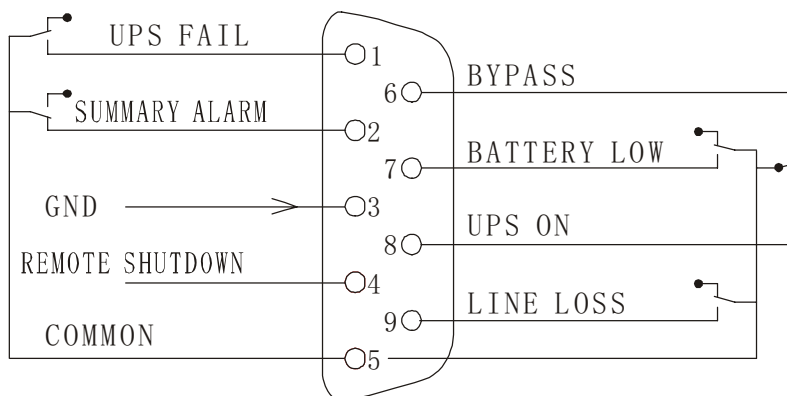 UPS FAIL
1
6
BYPASS
SUMMARY ALARM
2
7
BATTERY LOW
GND
3
8
UPS ON
REMOTE SHUTDOWN
4
9
LINE LOSS
COMMON
5